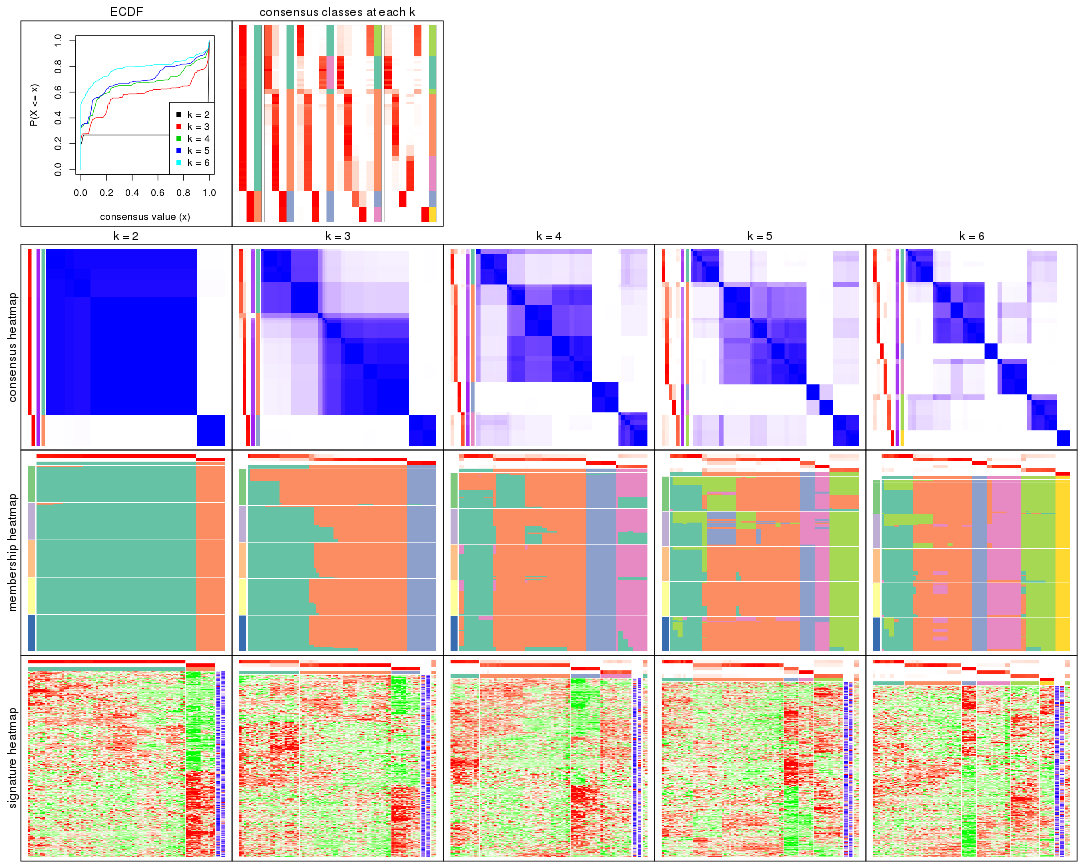 ECDF
consensus classes at each k
P(X <= x)
0.0 0.2 0.4 0.6 0.8 1.0
k = 2
k = 3
k = 4
k = 5
k = 6
0.0 0.2 0.4 0.6 0.8 1.0
consensus value (x)
k = 2
k = 3
k = 4
k = 5
k = 6
consensus heatmap
membership heatmap
signature heatmap